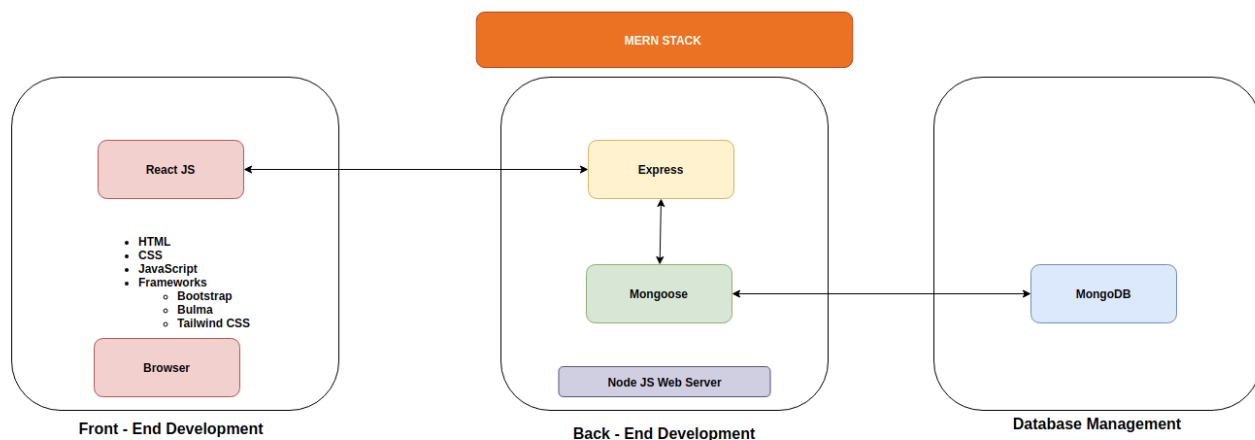 MERN STACK
React JS
HTML
CSS
JavaScript
Frameworks
Bootstrap
Bulma
Tailwind CSS
Browser
Front - End Development
Express
Mongoose
Node JS Web Server
Back - End Development
MongoDB
Database Management